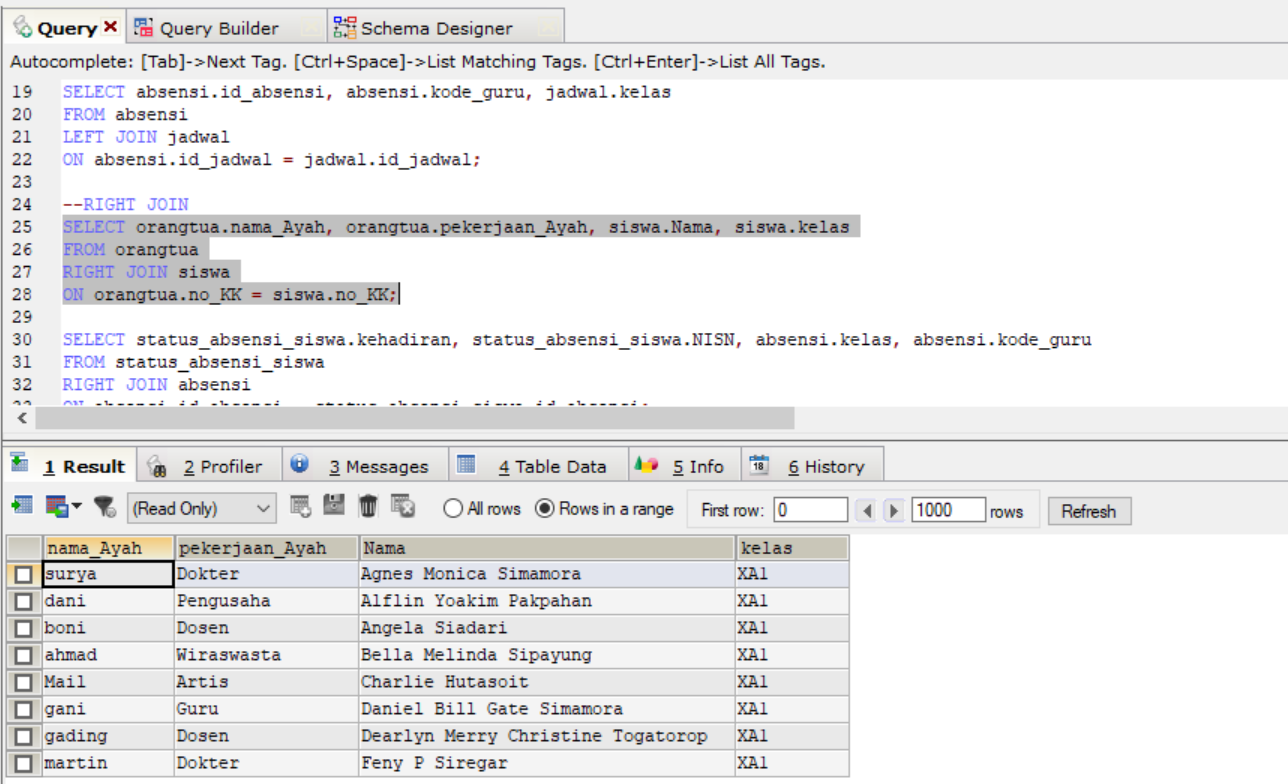 Query Query Builder Schema Designer
Autocomplete: [Tab]->Next Tag. [Ctrl+Space]->List Matching Tags. [Ctrl+Enter]->List All Tags.
19 SELECT absensi.id_absensi, absensi.kode_guru, jadwal.kelas
20 FROM absensi
21 LEFT JOIN jadwal
22 ON absensi.id_jadwal = jadwal.id_jadwal;
23
24 --RIGHT JOIN
25 SELECT orangtua.nama_Ayah, orangtua.pekerjaan_Ayah, siswa.Nama, siswa.kelas
26 FROM orangtua
27 RIGHT JOIN siswa
28 ON orangtua.no_KK = siswa.no_KK;
29
30 SELECT status_absensi_siswa.kehadiran, status_absensi_siswa.NISN, absensi.kelas, absensi.kode_guru
31 FROM status_absensi_siswa
32 RIGHT JOIN absensi
1 Result 2 Profiler 3 Messages 4 Table Data 5 Info 18 6 History
(Read Only) All rows Rows in a range First row: 0 1000 rows Refresh
nama_Ayah pekerjaan_Ayah Nama kelas
surya Dokter Agnes Monica Simamora XA1
dani Pengusaha Alflin Yoakim Pakpahan XA1
boni Dosen Angela Siadari XA1
ahmad Wiraswasta Bella Melinda Sipayung XA1
Mail Artis Charlie Hutasoit XA1
gani Guru Daniel Bill Gate Simamora XA1
gading Dosen Dearlyn Merry Christine Togatorop XA1
martin Dokter Feny P Siregar XA1